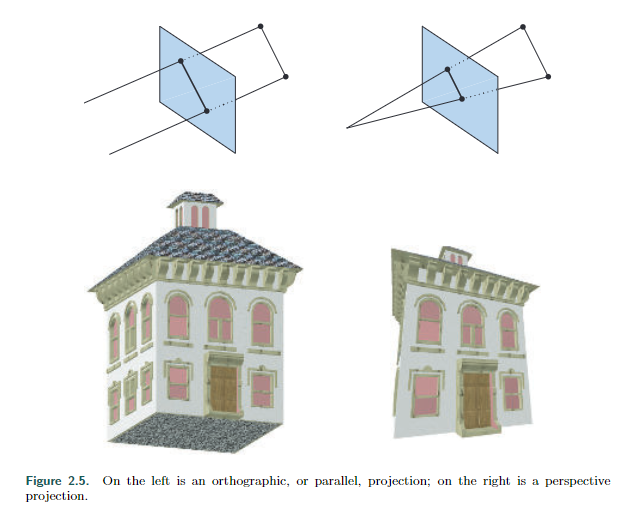 Figure 2.5. On the left is an orthographic, or parallel, projection; on the right is a perspective
projection.